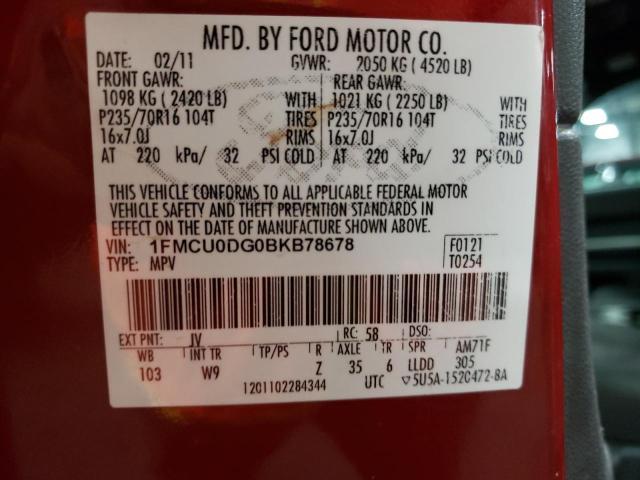 MFD. BY FORD MOTOR CO.
DATE: 02/11 GVWR: 2050 KG ( 4520 LB)
FRONT GAWR: REAR GAWR:
1098 KG ( 2420 LB) WITH 1021 KG ( 2250 LB) WITH
P235/70R16 104T TIRES P235/70R16 104T TIRES
16x7.0J RIMS 16x7.0J RIMS
AT 220 kPa/ 32 PSI COLD AT 220 kPa/ 32 PSI COLD
THIS VEHICLE CONFORMS TO ALL APPLICABLE FEDERAL MOTOR
VEHICLE SAFETY AND THEFT PREVENTION STANDARDS IN
EFFECT ON THE DATE OF MANUFACTURE SHOWN ABOVE.
VIN: 1FMCU0DG0BKB78678 F0121
TYPE: MPV T0254
EXT PNT: JV RC: 58 DSO:
WB INT TR TP/PS R AXLE TR SPR AM71F
103 W9 Z 35 6 LLDD 305
1201102284344 UTC ▽5U5A-1520472-BA